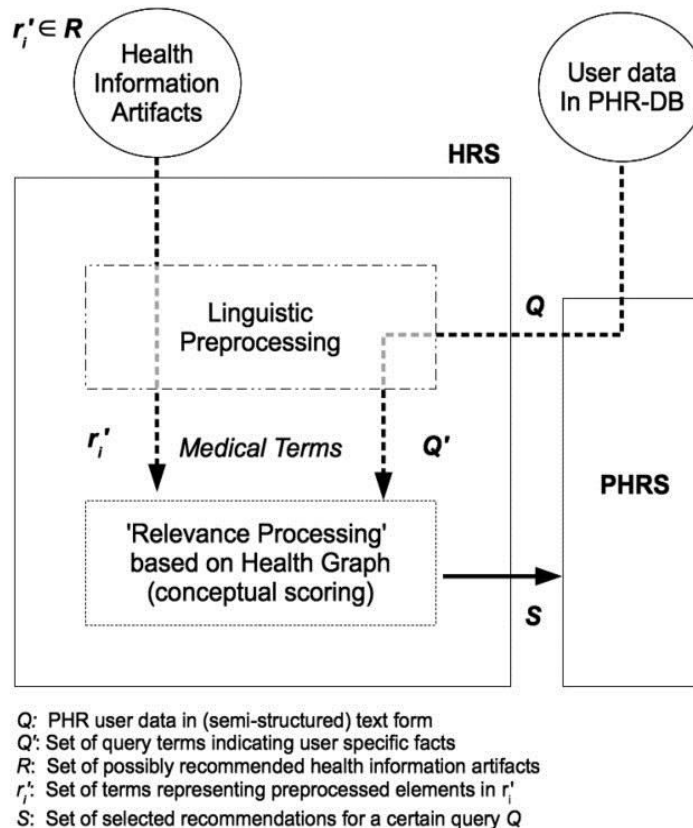 r_i' ∈ R
Health
Information
Artifacts
User data
In PHR-DB
HRS
Linguistic
Preprocessing
Q
r_i'
Medical Terms
Q'
'Relevance Processing'
based on Health Graph
(conceptual scoring)
PHRS
S
Q: PHR user data in (semi-structured) text form
Q': Set of query terms indicating user specific facts
R: Set of possibly recommended health information artifacts
r_i': Set of terms representing preprocessed elements in r_i'
S: Set of selected recommendations for a certain query Q